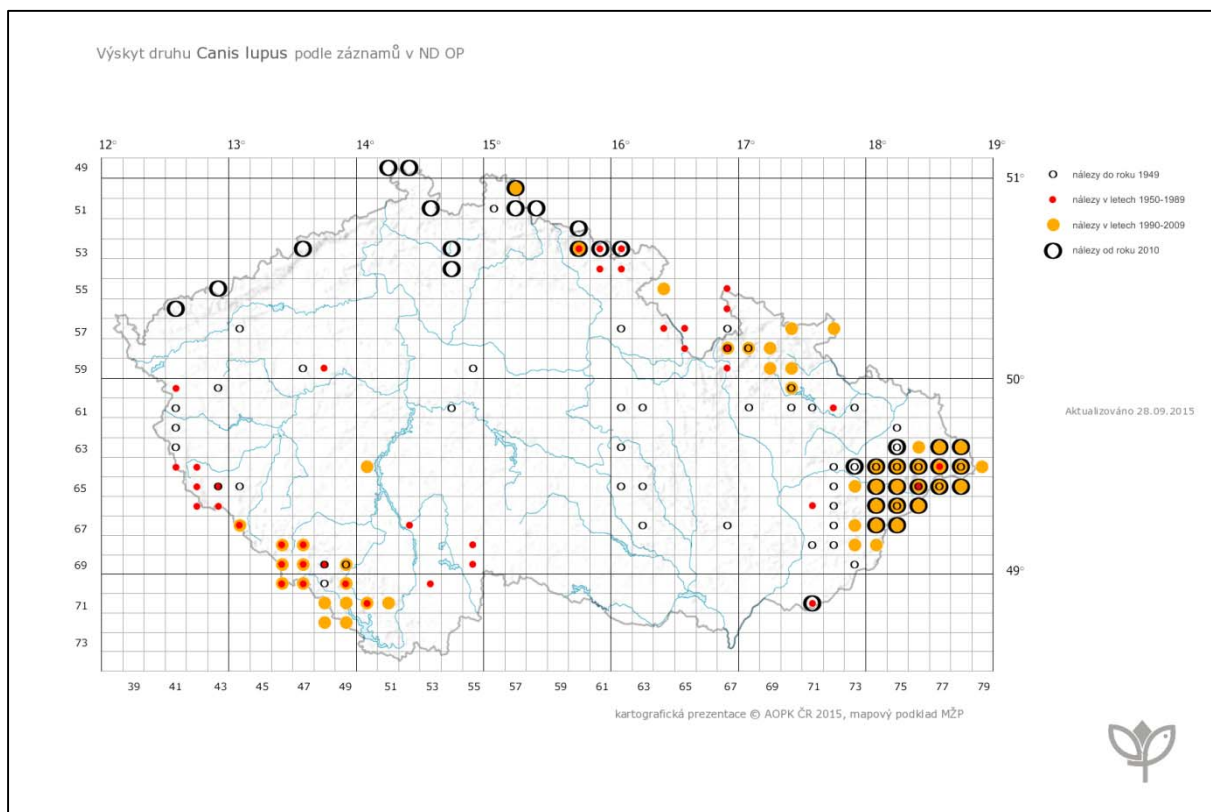 Výskyt druhu Canis lupus podle záznamů v ND OP
12° 13° 14° 15° 16° 17° 18° 19°
49
51°
51
53
55
57
59
50°
61
63
65
67
69
49°
71
73
39 41 43 45 47 49 51 53 55 57 59 61 63 65 67 69 71 73 75 77 79
nálezy do roku 1949
nálezy v letech 1950-1989
nálezy v letech 1990-2009
nálezy od roku 2010
Aktualizováno 28.09.2015
kartografická prezentace © AOPK ČR 2015, mapový podklad MŽP